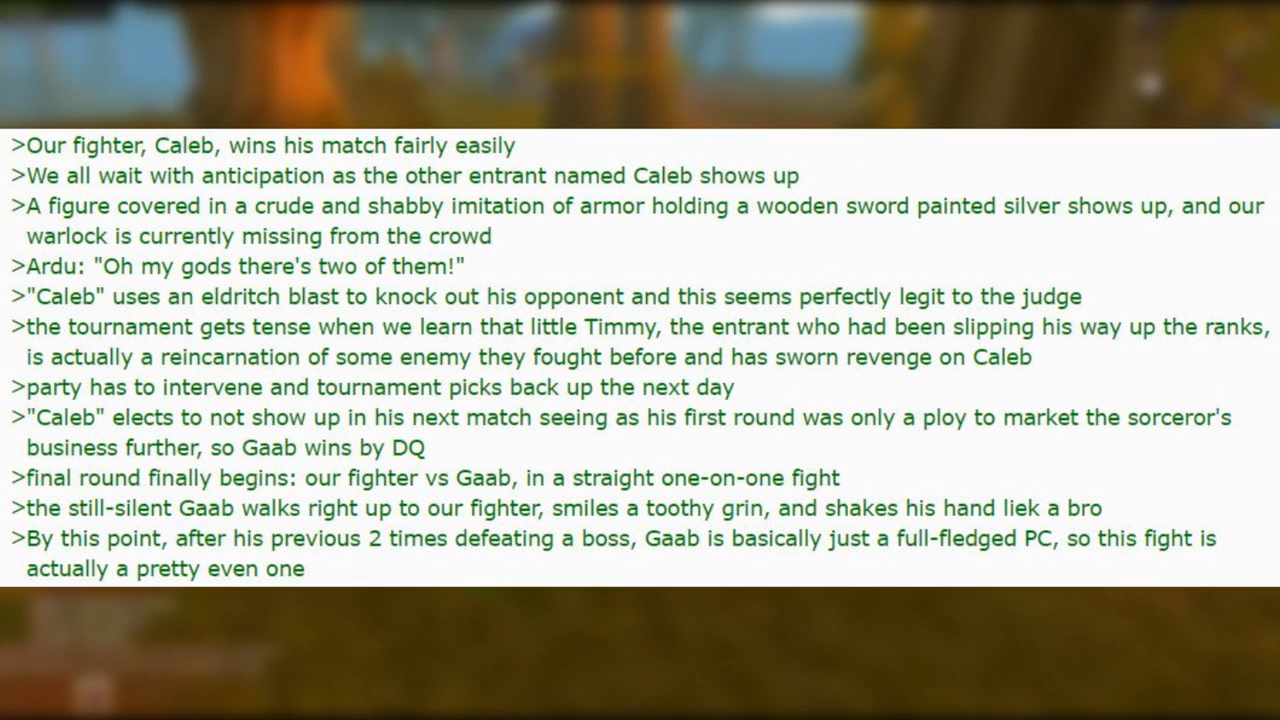 >Our fighter, Caleb, wins his match fairly easily
>We all wait with anticipation as the other entrant named Caleb shows up
>A figure covered in a crude and shabby imitation of armor holding a wooden sword painted silver shows up, and our
warlock is currently missing from the crowd
>Ardu: "Oh my gods there's two of them!"
>"Caleb" uses an eldritch blast to knock out his opponent and this seems perfectly legit to the judge
>the tournament gets tense when we learn that little Timmy, the entrant who had been slipping his way up the ranks,
is actually a reincarnation of some enemy they fought before and has sworn revenge on Caleb
>party has to intervene and tournament picks back up the next day
>"Caleb" elects to not show up in his next match seeing as his first round was only a ploy to market the sorceror's
business further, so Gaab wins by DQ
>final round finally begins: our fighter vs Gaab, in a straight one-on-one fight
>the still-silent Gaab walks right up to our fighter, smiles a toothy grin, and shakes his hand liek a bro
>By this point, after his previous 2 times defeating a boss, Gaab is basically just a full-fledged PC, so this fight is
actually a pretty even one